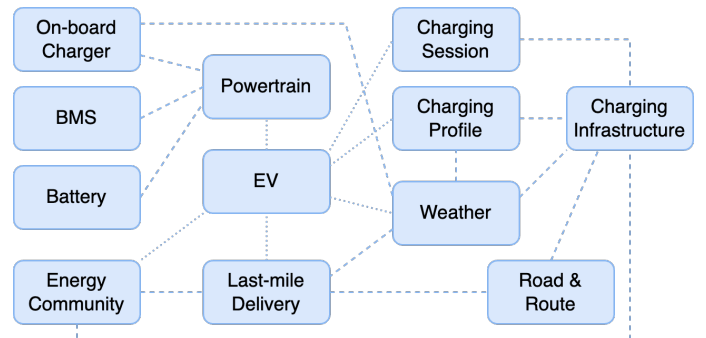 On-board
Charger
Charging
Session
Powertrain
BMS
Charging
Profile
Charging
Infrastructure
Battery
EV
Weather
Energy
Community
Last-mile
Delivery
Road &
Route